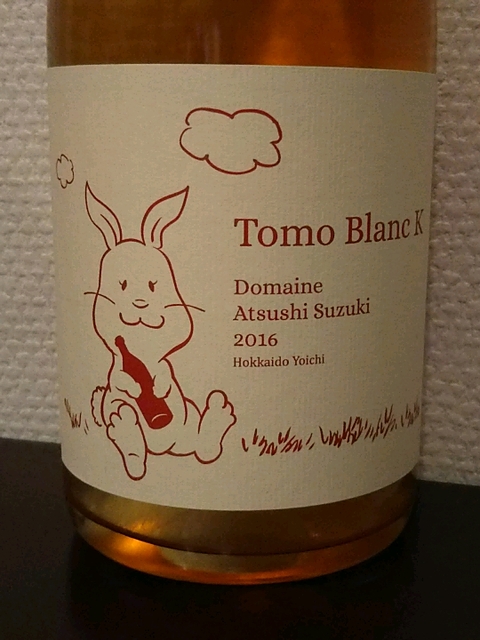 Tomo Blanc K
Domaine
Atsushi Suzuki
2016
Hokkaido Yoichi